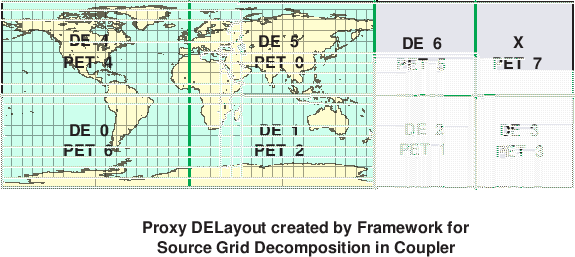 DE 4 DE 5 DE 6 X
PET 4 PET 0 PET 5 PET 7
DE 0 DE 1 DE 2 DE 3
PET 6 PET 2 PET 1 PET 3
Proxy DELayout created by Framework for
Source Grid Decomposition in Coupler